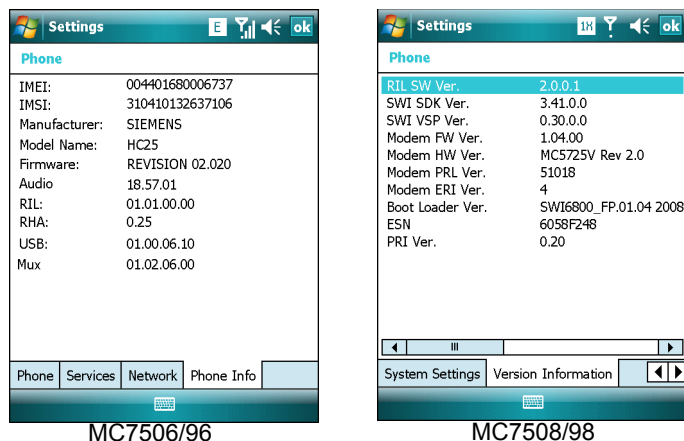 Settings E ok
Phone
IMEI: 004401680006737
IMSI: 310410132637106
Manufacturer: SIEMENS
Model Name: HC25
Firmware: REVISION 02.020
Audio 18.57.01
RIL: 01.01.00.00
RHA: 0.25
USB: 01.00.06.10
Mux 01.02.06.00
Phone Services Network Phone Info
MC7506/96
Settings 1X ok
Phone
RIL SW Ver. 2.0.0.1
SWI SDK Ver. 3.41.0.0
SWI VSP Ver. 0.30.0.0
Modem FW Ver. 1.04.00
Modem HW Ver. MC5725V Rev 2.0
Modem PRL Ver. 51018
Modem ERI Ver. 4
Boot Loader Ver. SWI6800_FP.01.04 2008
ESN 6058F248
PRI Ver. 0.20
System Settings Version Information
MC7508/98